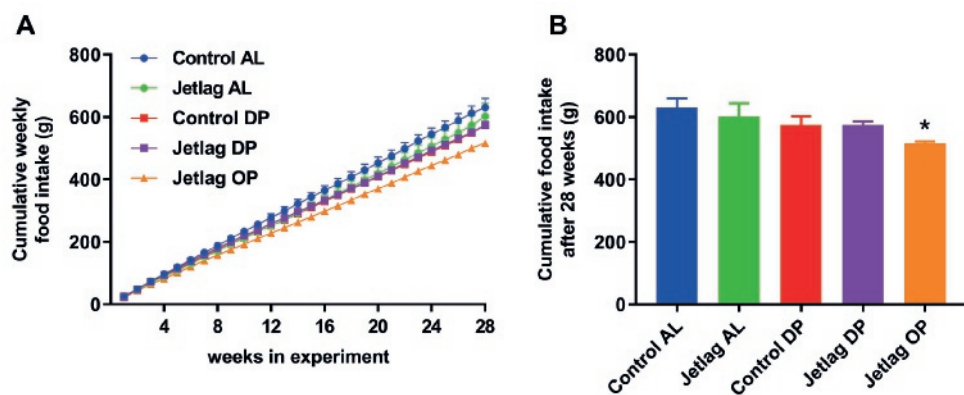 A
Cumulative weekly
food intake (g)
800
600
400
200
0
Control AL
Jetlag AL
Control DP
Jetlag DP
Jetlag OP
4 8 12 16 20 24 28
weeks in experiment
B
Cumulative food intake
after 28 weeks (g)
800
600
400
200
0
*
Control AL
Jetlag AL
Control DP
Jetlag DP
Jetlag OP